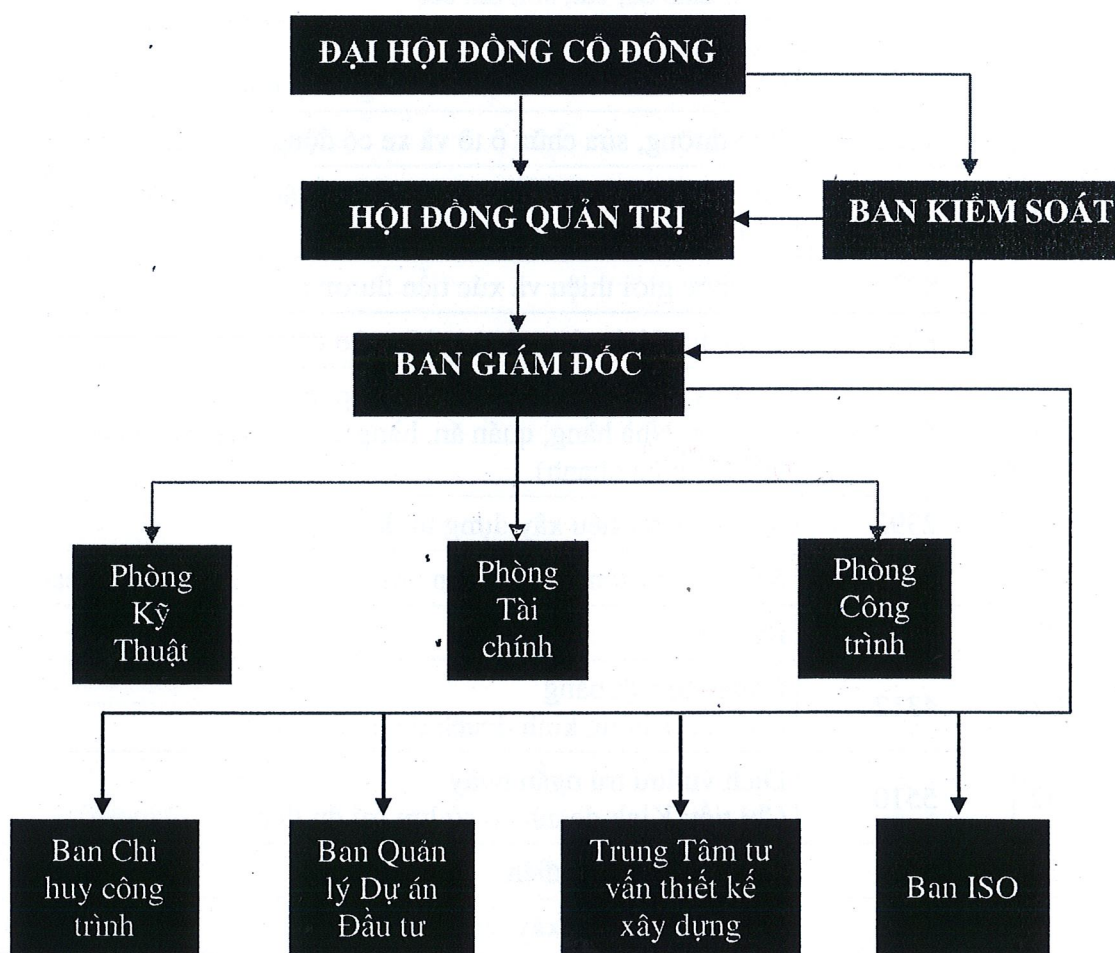 ĐẠI HỘI ĐỒNG CỔ ĐÔNG
HỘI ĐỒNG QUẢN TRỊ
BAN KIỂM SOÁT
BAN GIÁM ĐỐC
Phòng
Kỹ
Thuật
Phòng
Tài
chính
Phòng
Công
trình
Ban Chỉ
huy công
trình
Ban Quản
lý Dự án
Đầu tư
Trung Tâm tư
vấn thiết kế
xây dựng
Ban ISO